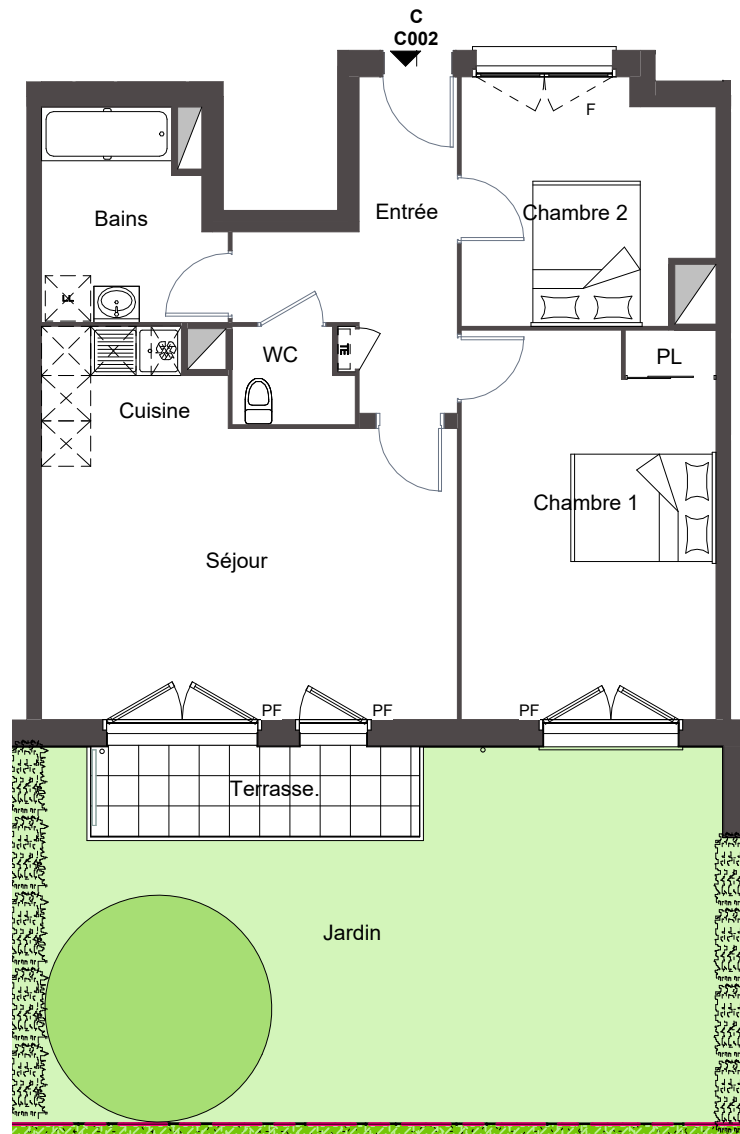 C
C002
F
Entrée
Chambre 2
Bains
WC
TE
PL
Cuisine
Chambre 1
Séjour
PF
PF
PF
Terrasse.
Jardin